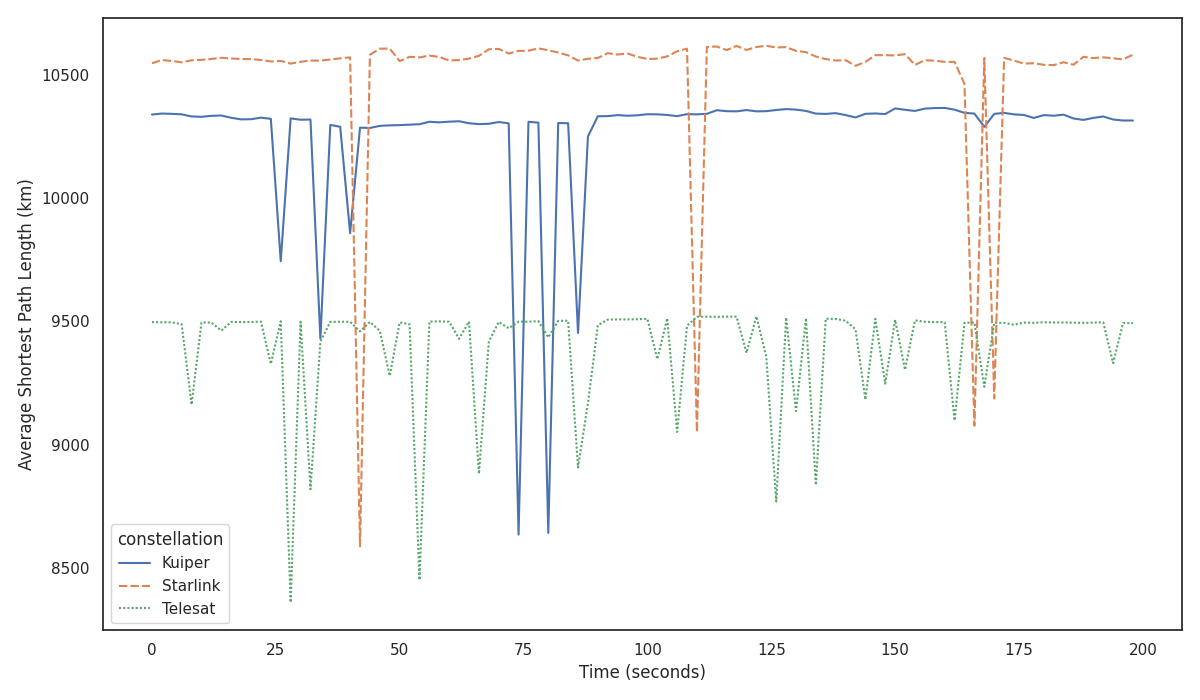 10500
10000
9500
9000
8500
Average Shortest Path Length (km)
constellation
Kuiper
Starlink
Telesat
0 25 50 75 100 125 150 175 200
Time (seconds)